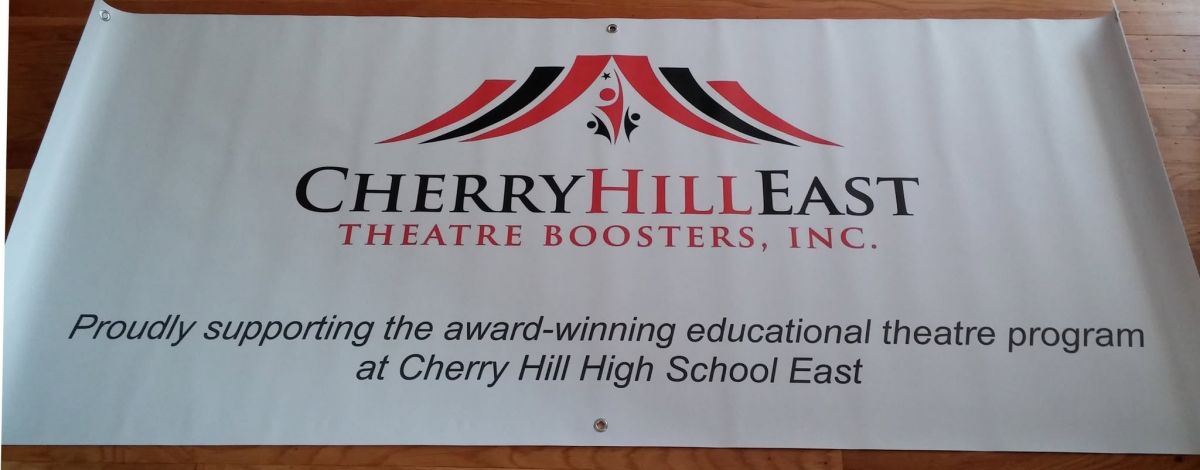 CHERRYHILLEAST
THEATRE BOOSTERS, INC.
Proudly supporting the award-winning educational theatre program
at Cherry Hill High School East